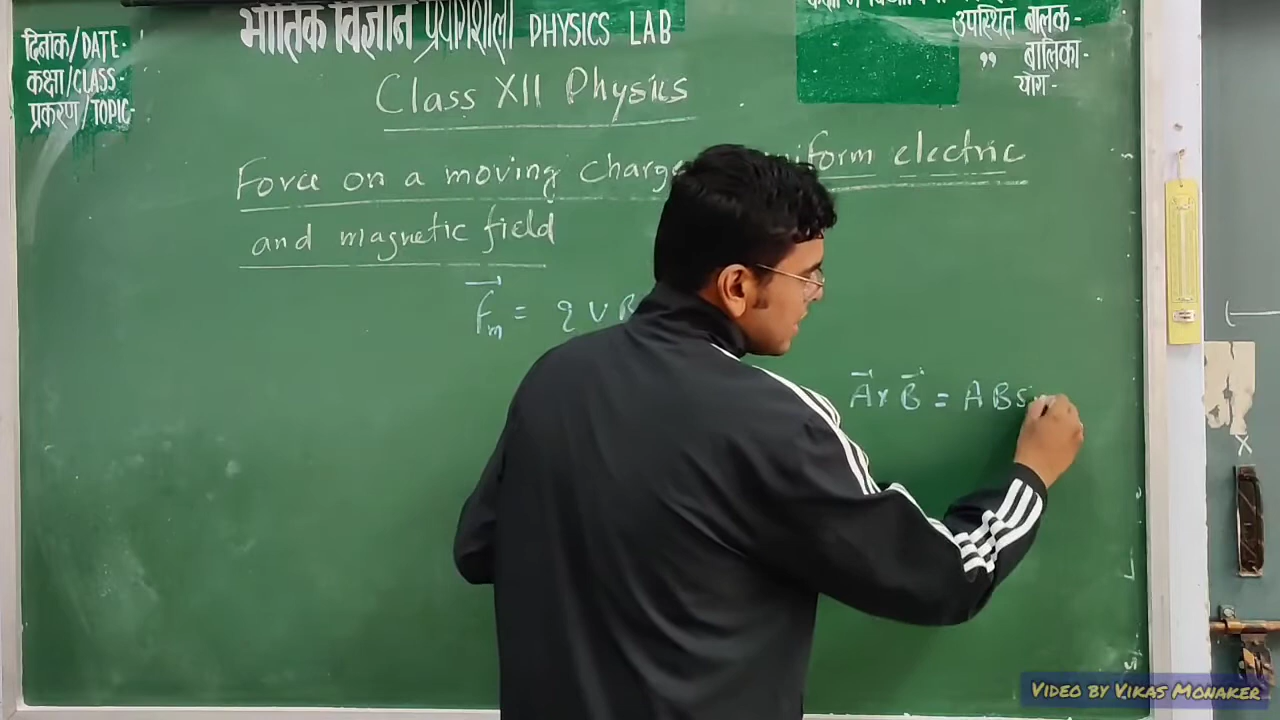 दिनांक/DATE-
कक्षा/CLASS-
प्रकरण/TOPIC-
भौतिक विज्ञान प्रयोगशाला PHYSICS LAB
उपस्थित बालक-
,, बालिका-
योग-
Class XII Physics
Force on a moving charge uniform electric
and magnetic field
F⃗m = q v B
A⃗ x B⃗ = A B Si
VIDEO BY VIKAS MONAKER